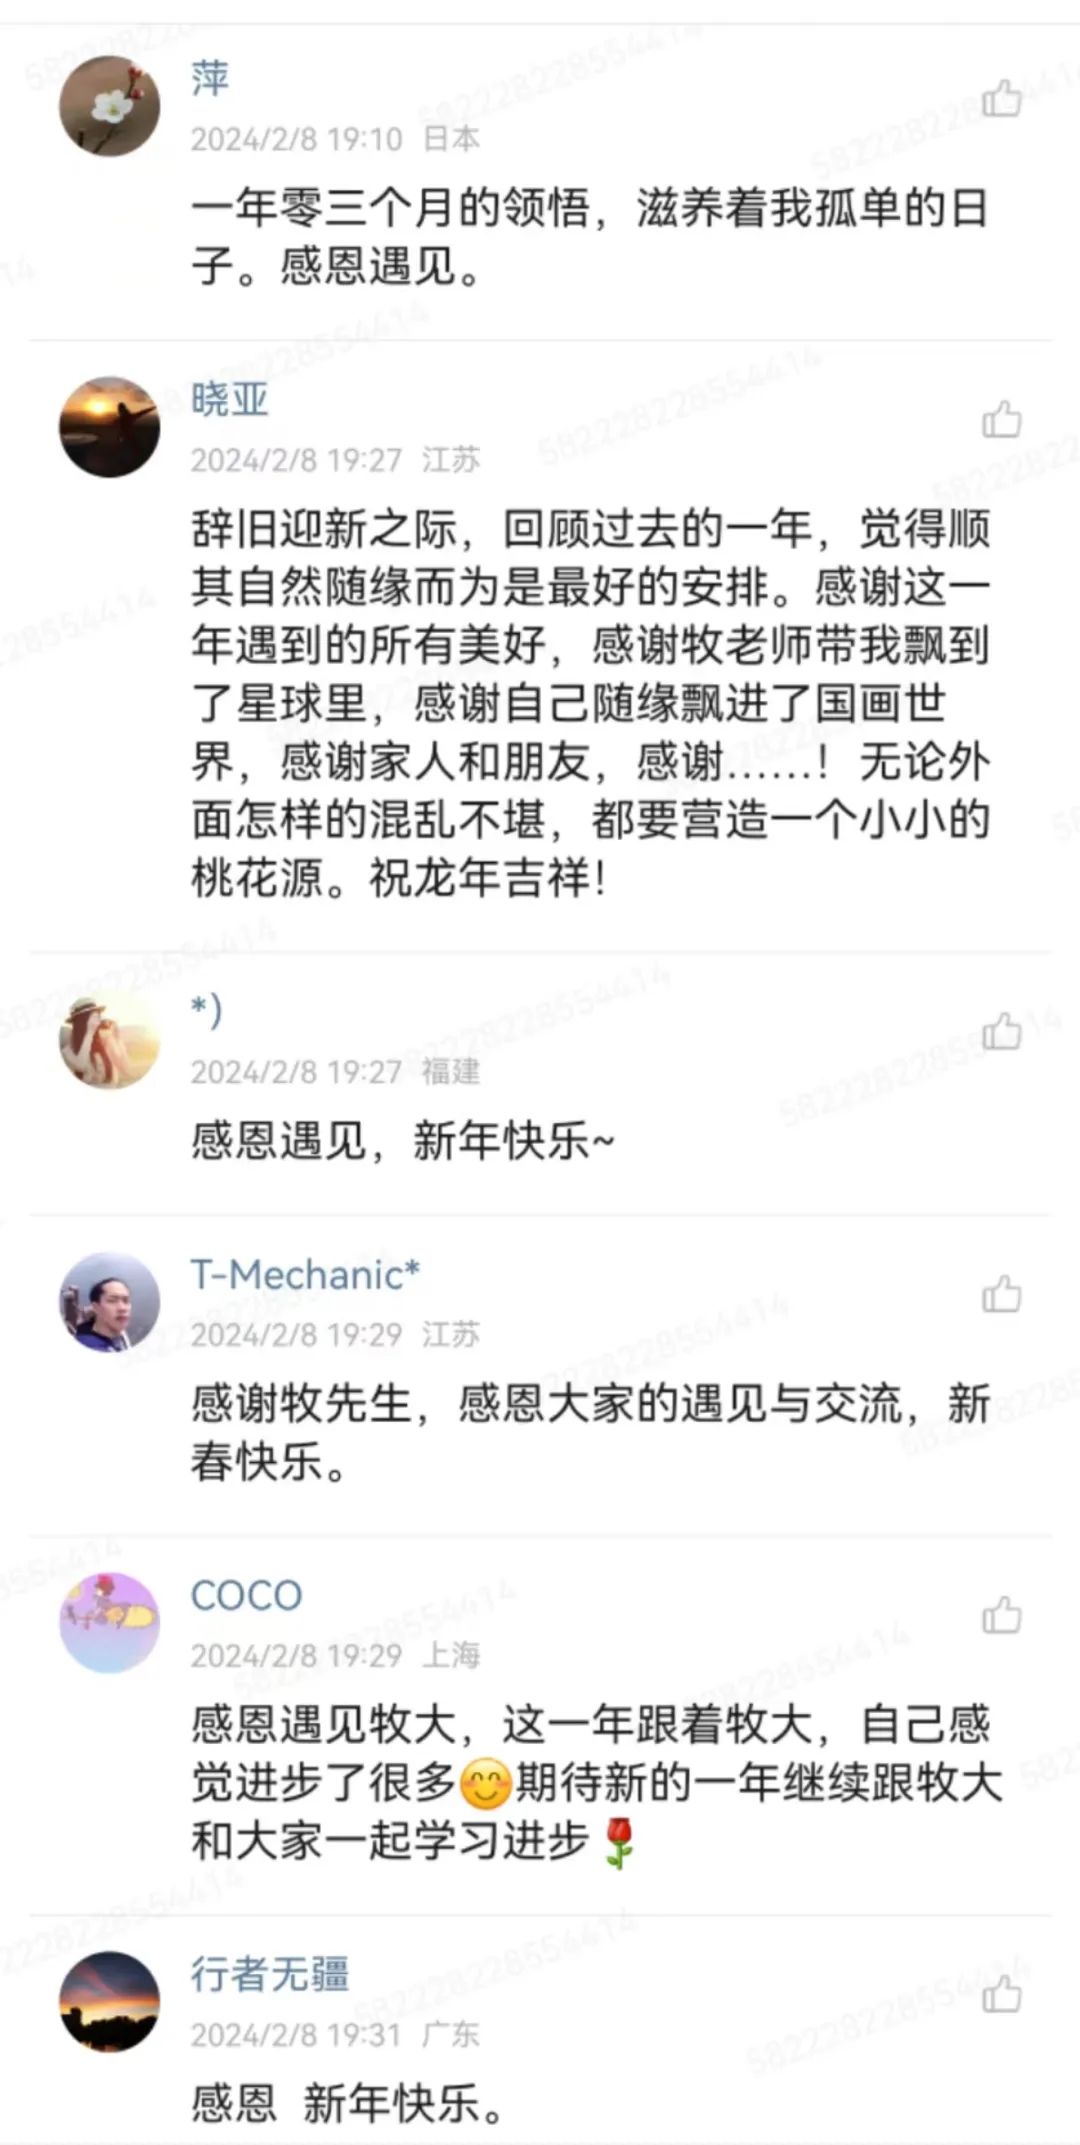 萍
2024/2/8 19:10 日本
一年零三个月的领悟，滋养着我孤单的日
子。感恩遇见。
晓亚
2024/2/8 19:27 江苏
辞旧迎新之际，回顾过去的一年，觉得顺
其自然随缘而为是最好的安排。感谢这一
年遇到的所有美好，感谢牧老师带我飘到
了星球里，感谢自己随缘飘进了国画世
界，感谢家人和朋友，感谢......！无论外
面怎样的混乱不堪，都要营造一个小小的
桃花源。祝龙年吉祥！
*)
2024/2/8 19:27 福建
感恩遇见，新年快乐~
T-Mechanic*
2024/2/8 19:29 江苏
感谢牧先生，感恩大家的遇见与交流，新
春快乐。
COCO
2024/2/8 19:29 上海
感恩遇见牧大，这一年跟着牧大，自己感
觉进步了很多😊期待新的一年继续跟牧大
和大家一起学习进步🌹
行者无疆
2024/2/8 19:31 广东
感恩 新年快乐。
582228228554414